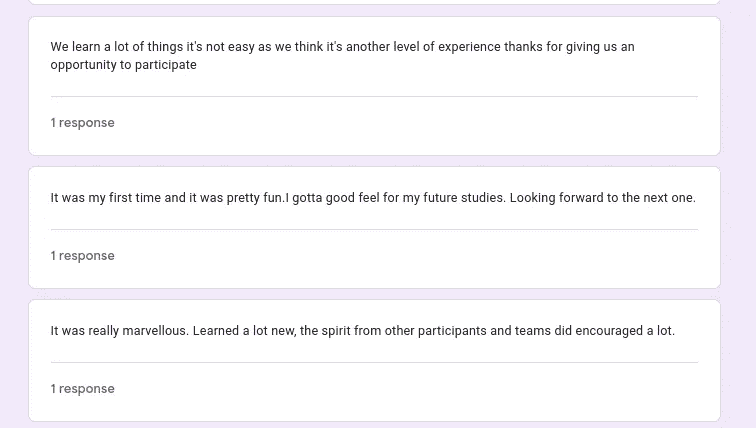 We learn a lot of things it's not easy as we think it's another level of experience thanks for giving us an
opportunity to participate
1 response
It was my first time and it was pretty fun.I gotta good feel for my future studies. Looking forward to the next one.
1 response
It was really marvellous. Learned a lot new, the spirit from other participants and teams did encouraged a lot.
1 response